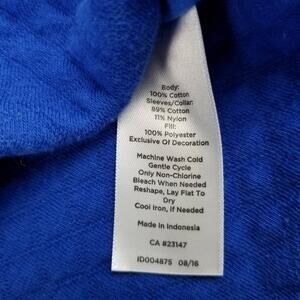 Body:
100% Cotton
Sleeves/Collar:
89% Cotton
11% Nylon
Fill:
100% Polyester
Exclusive Of Decoration
Machine Wash Cold
Gentle Cycle
Only Non-Chlorine
Bleach When Needed
Reshape, Lay Flat To
Dry
Cool Iron, if Needed
Made In Indonesia
CA #23147
ID004875 08/16